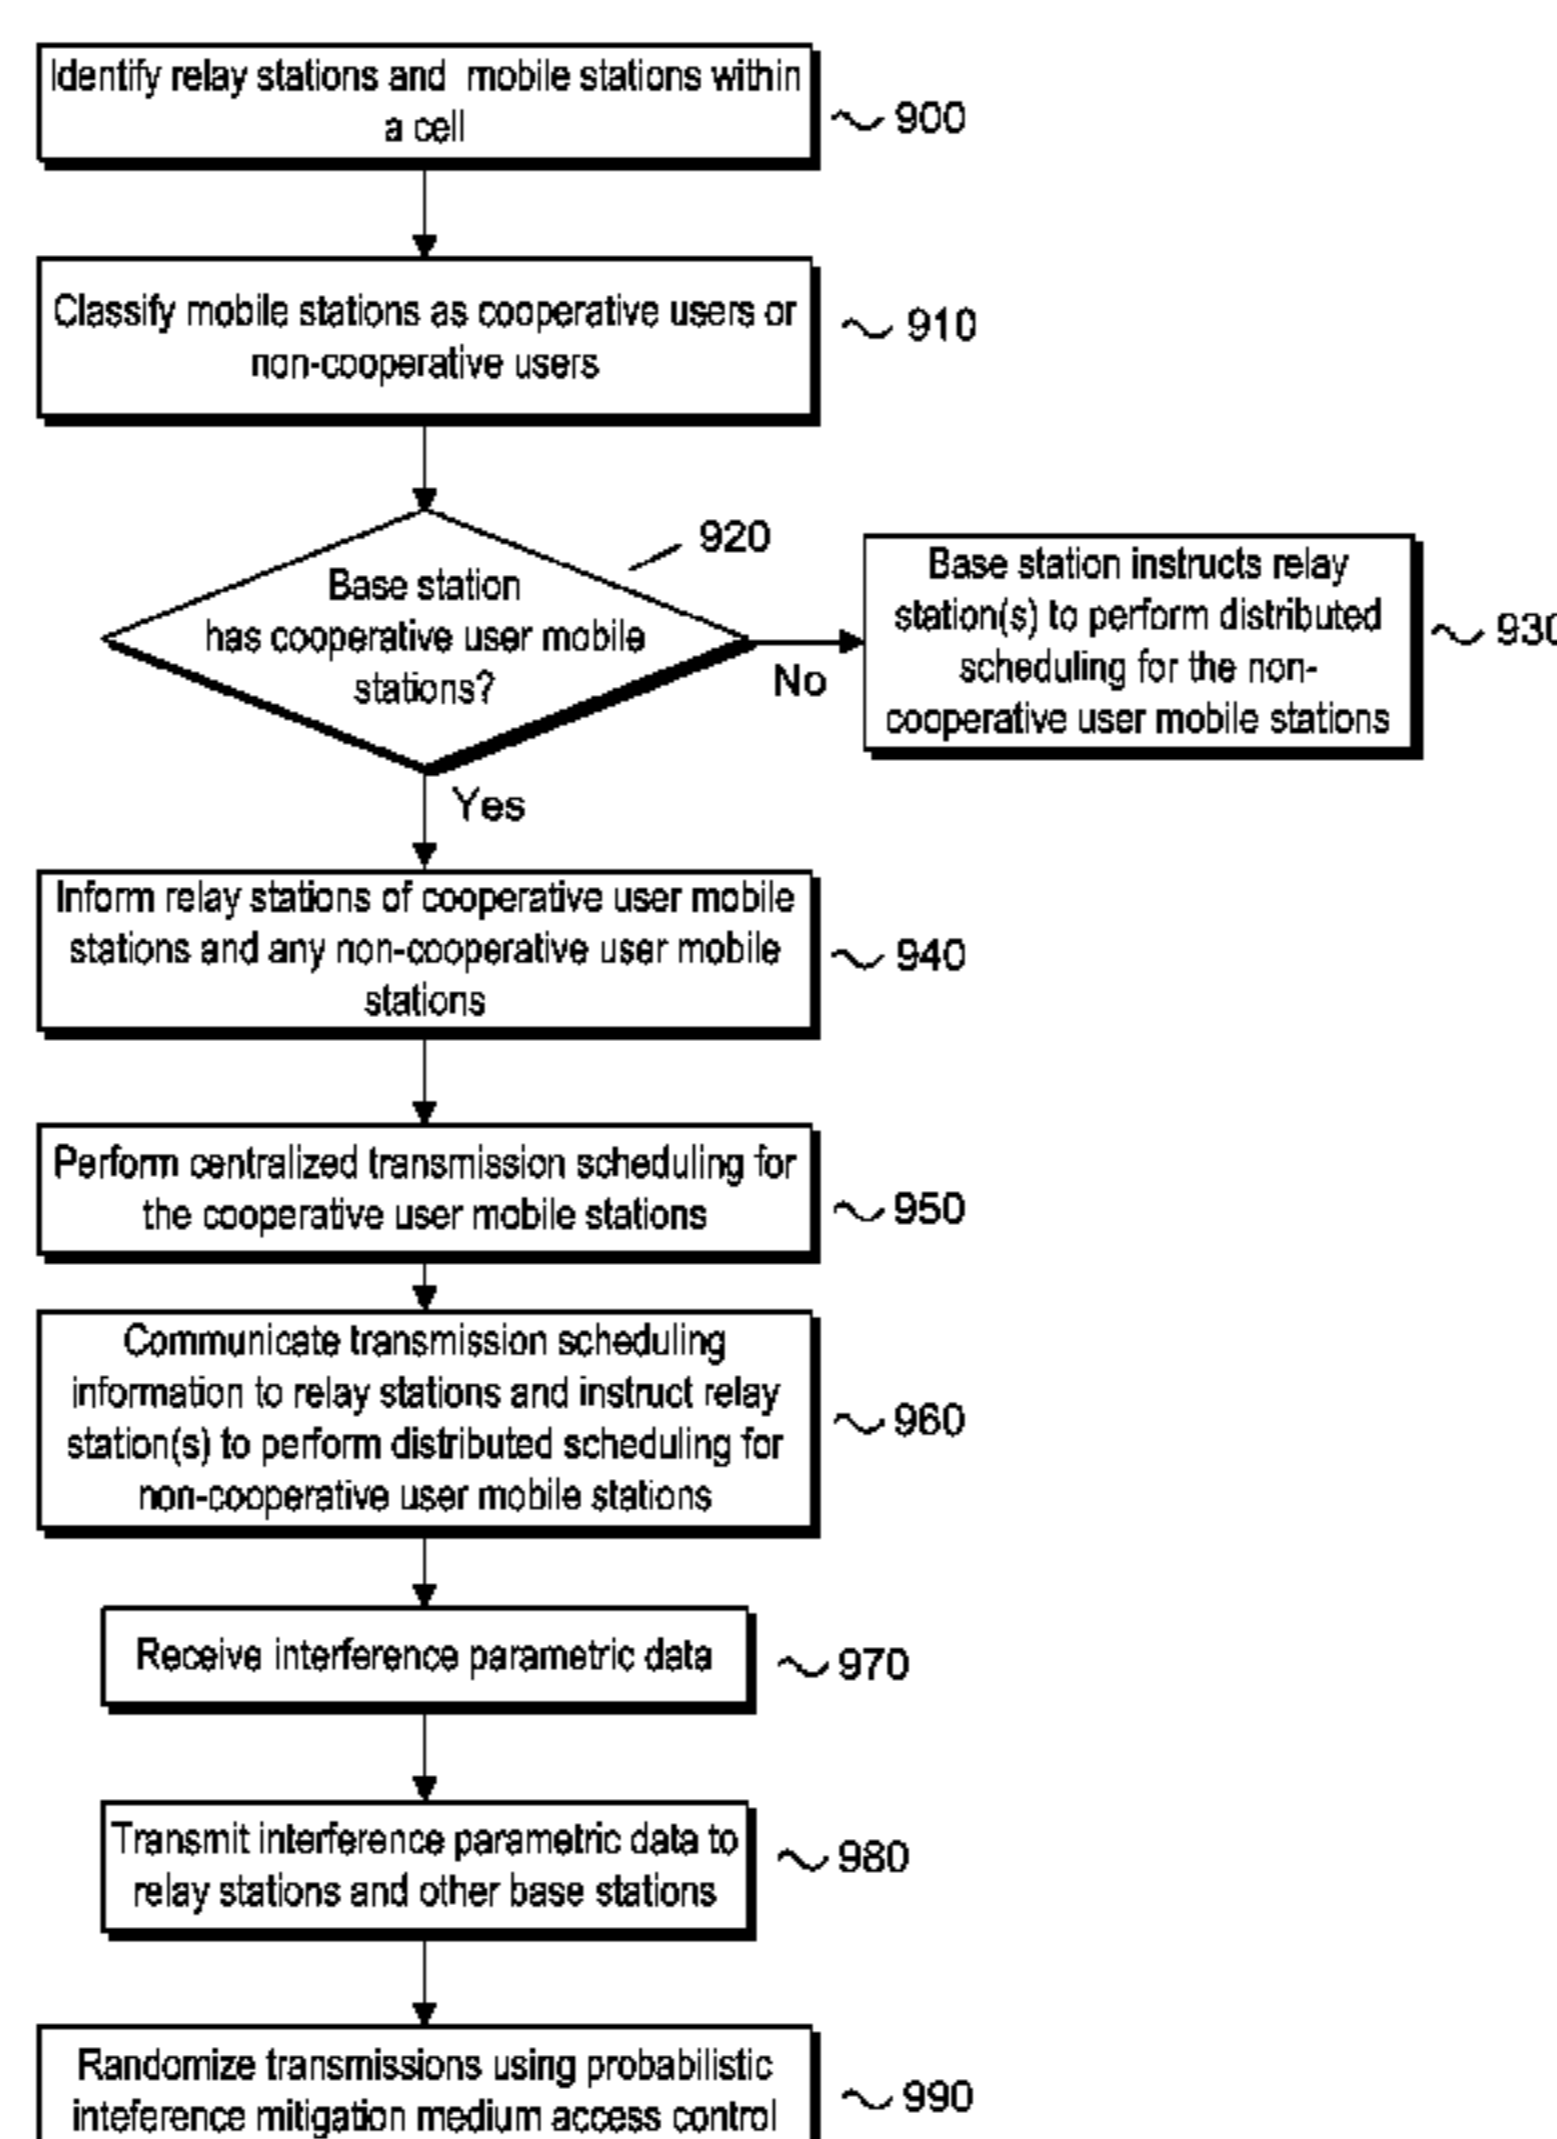 Identify relay stations and mobile stations within
a cell
900
Classify mobile stations as cooperative users or
non-cooperative users
910
920
Base station
has cooperative user mobile
stations?
No
Base station instructs relay
station(s) to perform distributed
scheduling for the non-
cooperative user mobile stations
930
Yes
Inform relay stations of cooperative user mobile
stations and any non-cooperative user mobile
stations
940
Perform centralized transmission scheduling for
the cooperative user mobile stations
950
Communicate transmission scheduling
information to relay stations and instruct relay
station(s) to perform distributed scheduling for
non-cooperative user mobile stations
960
Receive interference parametric data
970
Transmit interference parametric data to
relay stations and other base stations
980
Randomize transmissions using probabilistic
inteference mitigation medium access control
990